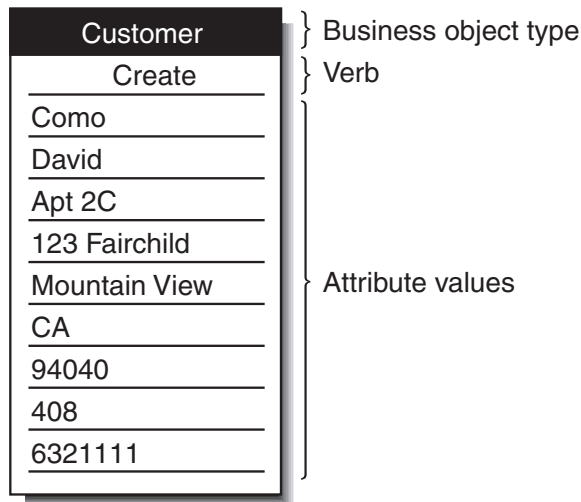 Customer
Business object type
Create
Verb
Como
David
Apt 2C
123 Fairchild
Mountain View
Attribute values
CA
94040
408
6321111